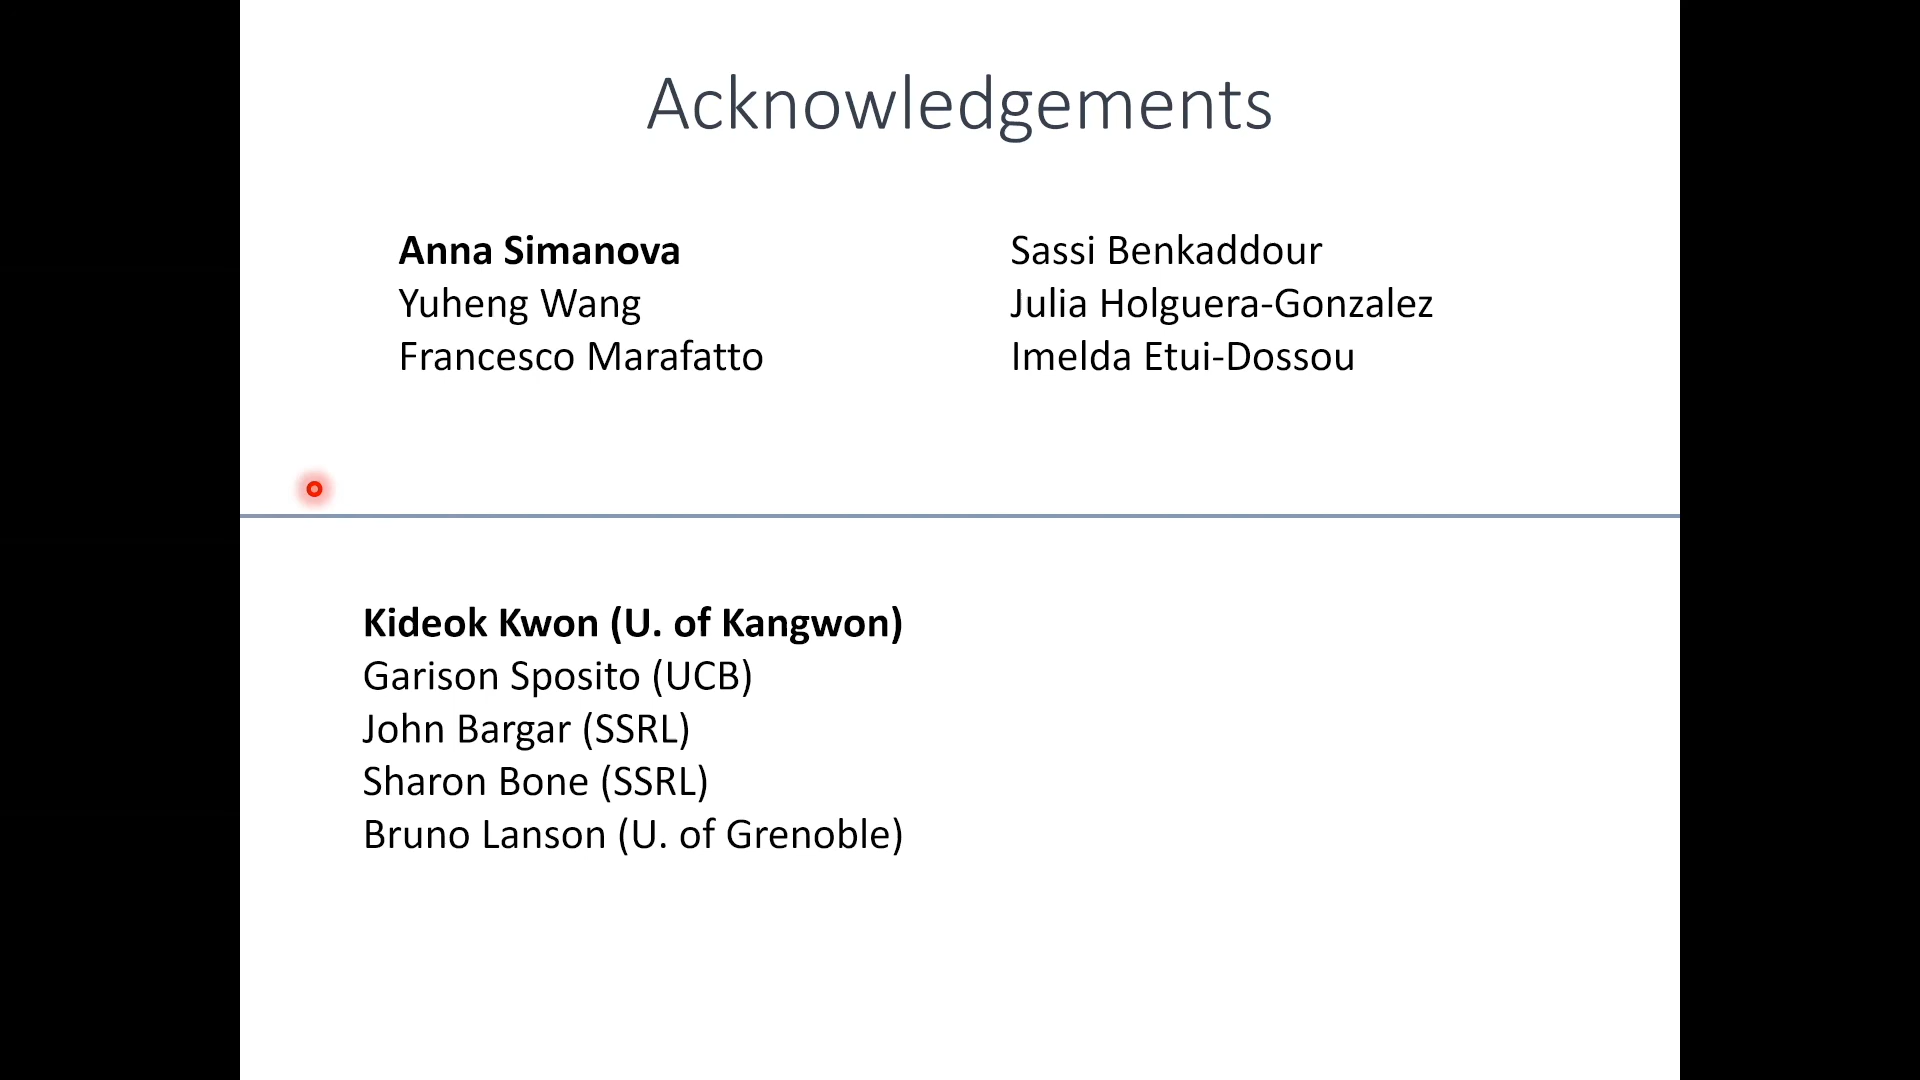 Acknowledgements
Anna Simanova
Yuheng Wang
Francesco Marafatto
Sassi Benkaddour
Julia Holguera-Gonzalez
Imelda Etui-Dossou
Kideok Kwon (U. of Kangwon)
Garison Sposito (UCB)
John Bargar (SSRL)
Sharon Bone (SSRL)
Bruno Lanson (U. of Grenoble)